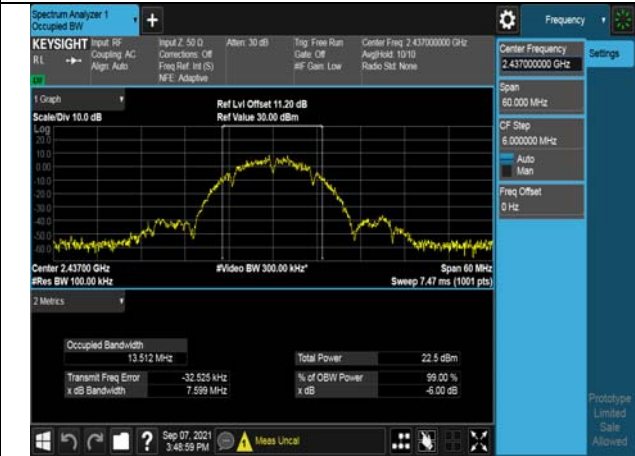 Spectrum Analyzer 1
Occupied BW
Frequency
KEYSIGHT
RL
Input: RF
Coupling: AC
Align: Auto
Input Z: 50 Ω
Corrections: Off
Freq Ref: Int (S)
NFE: Adaptive
Atten: 30 dB
Trig: Free Run
Gate: Off
#IF Gain: Low
Center Freq: 2.437000000 GHz
Avg|Hold: 10/10
Radio Std: None
1 Graph
Scale/Div 10.0 dB
Ref Lvl Offset 11.20 dB
Ref Value 30.00 dBm
Log
20.0
10.0
0.00
-10.0
-20.0
-30.0
-40.0
-50.0
-60.0
Center 2.43700 GHz
#Video BW 300.00 kHz*
Span 60 MHz
#Res BW 100.00 kHz
Sweep 7.47 ms (1001 pts)
2 Metrics
Occupied Bandwidth
13.512 MHz
Total Power
22.5 dBm
Transmit Freq Error
-32.525 kHz
% of OBW Power
99.00 %
x dB Bandwidth
7.599 MHz
x dB
-6.00 dB
Center Frequency
2.437000000 GHz
Settings
Span
60.000 MHz
CF Step
6.000000 MHz
Auto
Man
Freq Offset
0 Hz
Prototype
Limited
Sale
Allowed
Sep 07, 2021
3:48:59 PM
Meas Uncal